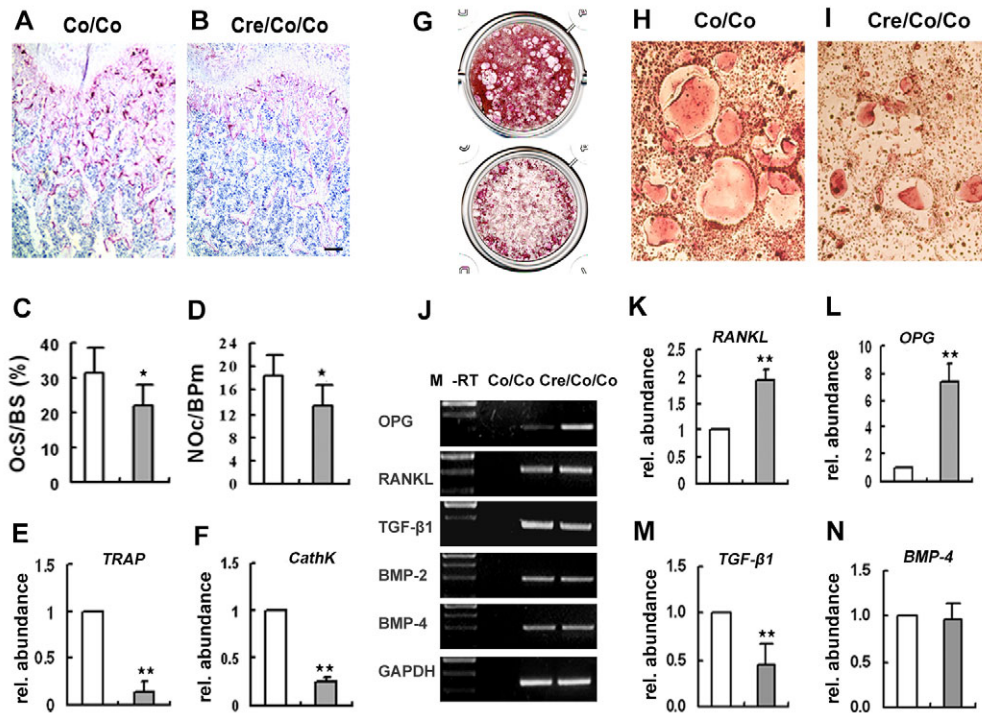 A Co/Co
B Cre/Co/Co
G
H Co/Co
I Cre/Co/Co
C
OcS/BS (%)
50
40
30
20
10
0
★
D
NOc/BPm
24
20
16
12
8
4
0
★
E
TRAP
rel. abundance
1
0.5
0
★★
F
CathK
rel. abundance
1
0.5
0
★★
J
M -RT Co/Co Cre/Co/Co
OPG
RANKL
TGF-β1
BMP-2
BMP-4
GAPDH
K
RANKL
rel. abundance
2.5
2
1.5
1
0.5
0
★★
L
OPG
rel. abundance
10
8
6
4
2
0
★★
M
TGF-β1
rel. abundance
1.5
1.0
0.5
0.0
★★
N
BMP-4
rel. abundance
1.5
1.0
0.5
0.0